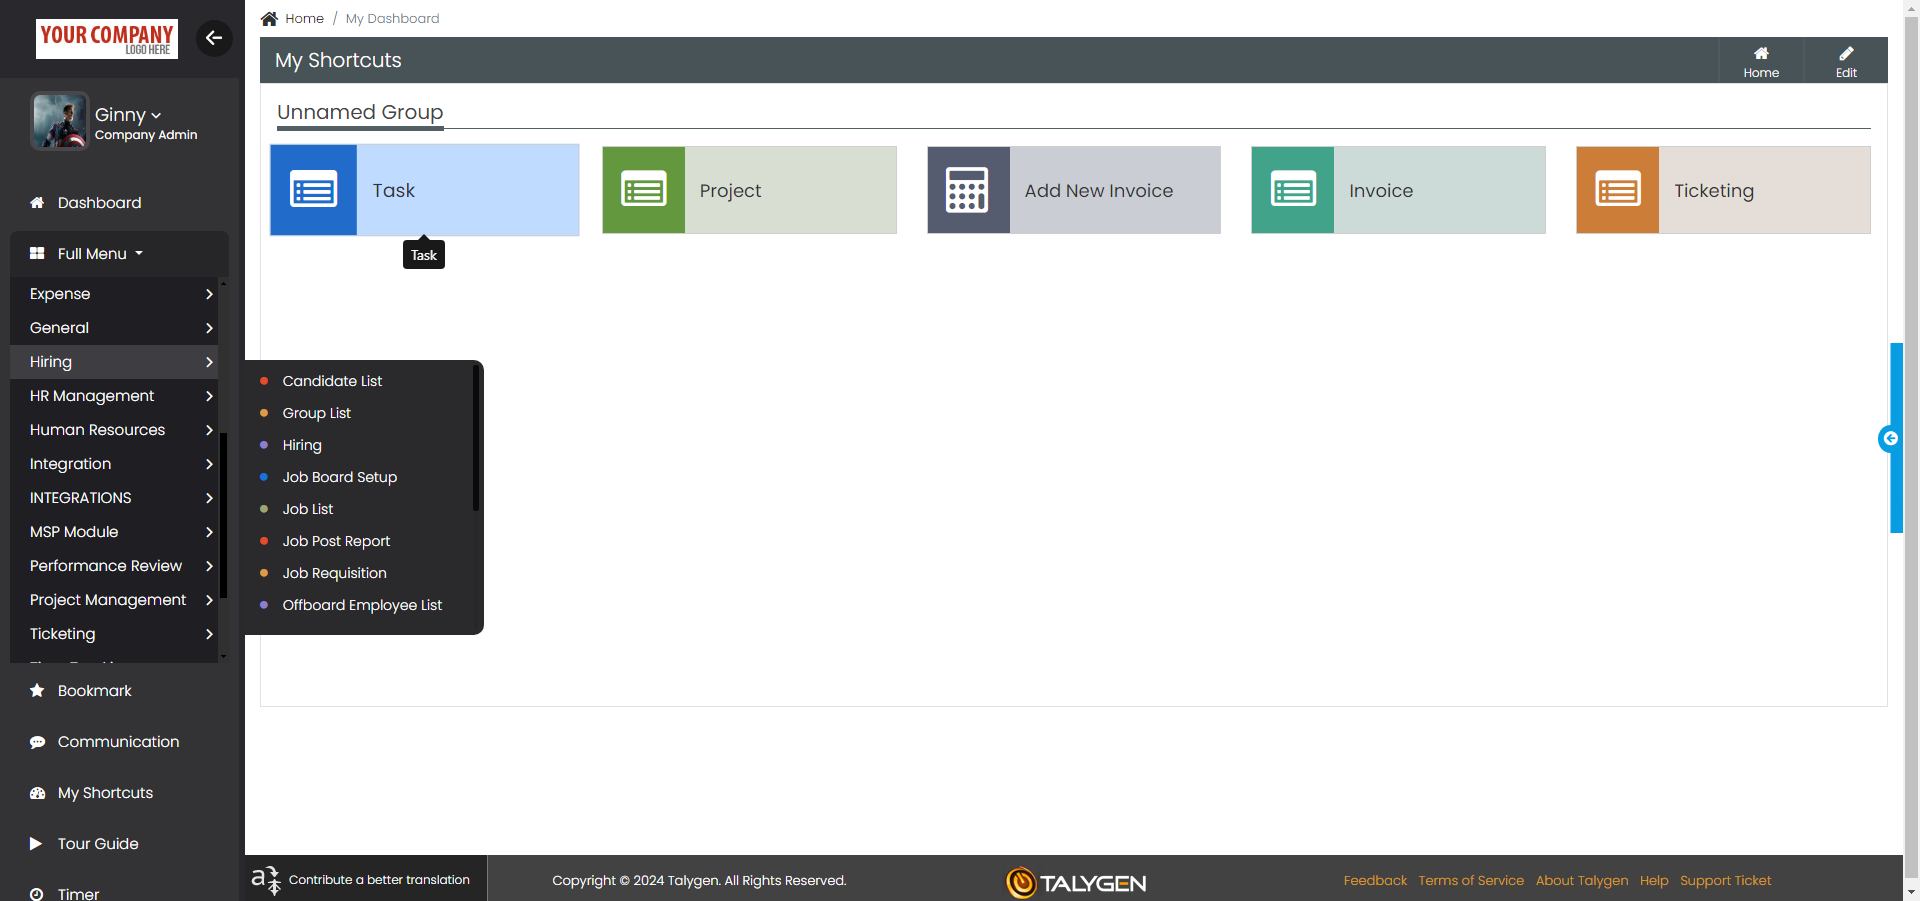 YOUR COMPANY
LOGO HERE
Ginny
Company Admin
Dashboard
Full Menu
Expense
General
Hiring
HR Management
Human Resources
Integration
INTEGRATIONS
MSP Module
Performance Review
Project Management
Ticketing
Bookmark
Communication
My Shortcuts
Tour Guide
Timer
Home / My Dashboard
My Shortcuts
Home
Edit
Unnamed Group
Task
Project
Add New Invoice
Invoice
Ticketing
Task
Candidate List
Group List
Hiring
Job Board Setup
Job List
Job Post Report
Job Requisition
Offboard Employee List
Contribute a better translation
Copyright © 2024 Talygen. All Rights Reserved.
TALYGEN
Feedback Terms of Service About Talygen Help Support Ticket